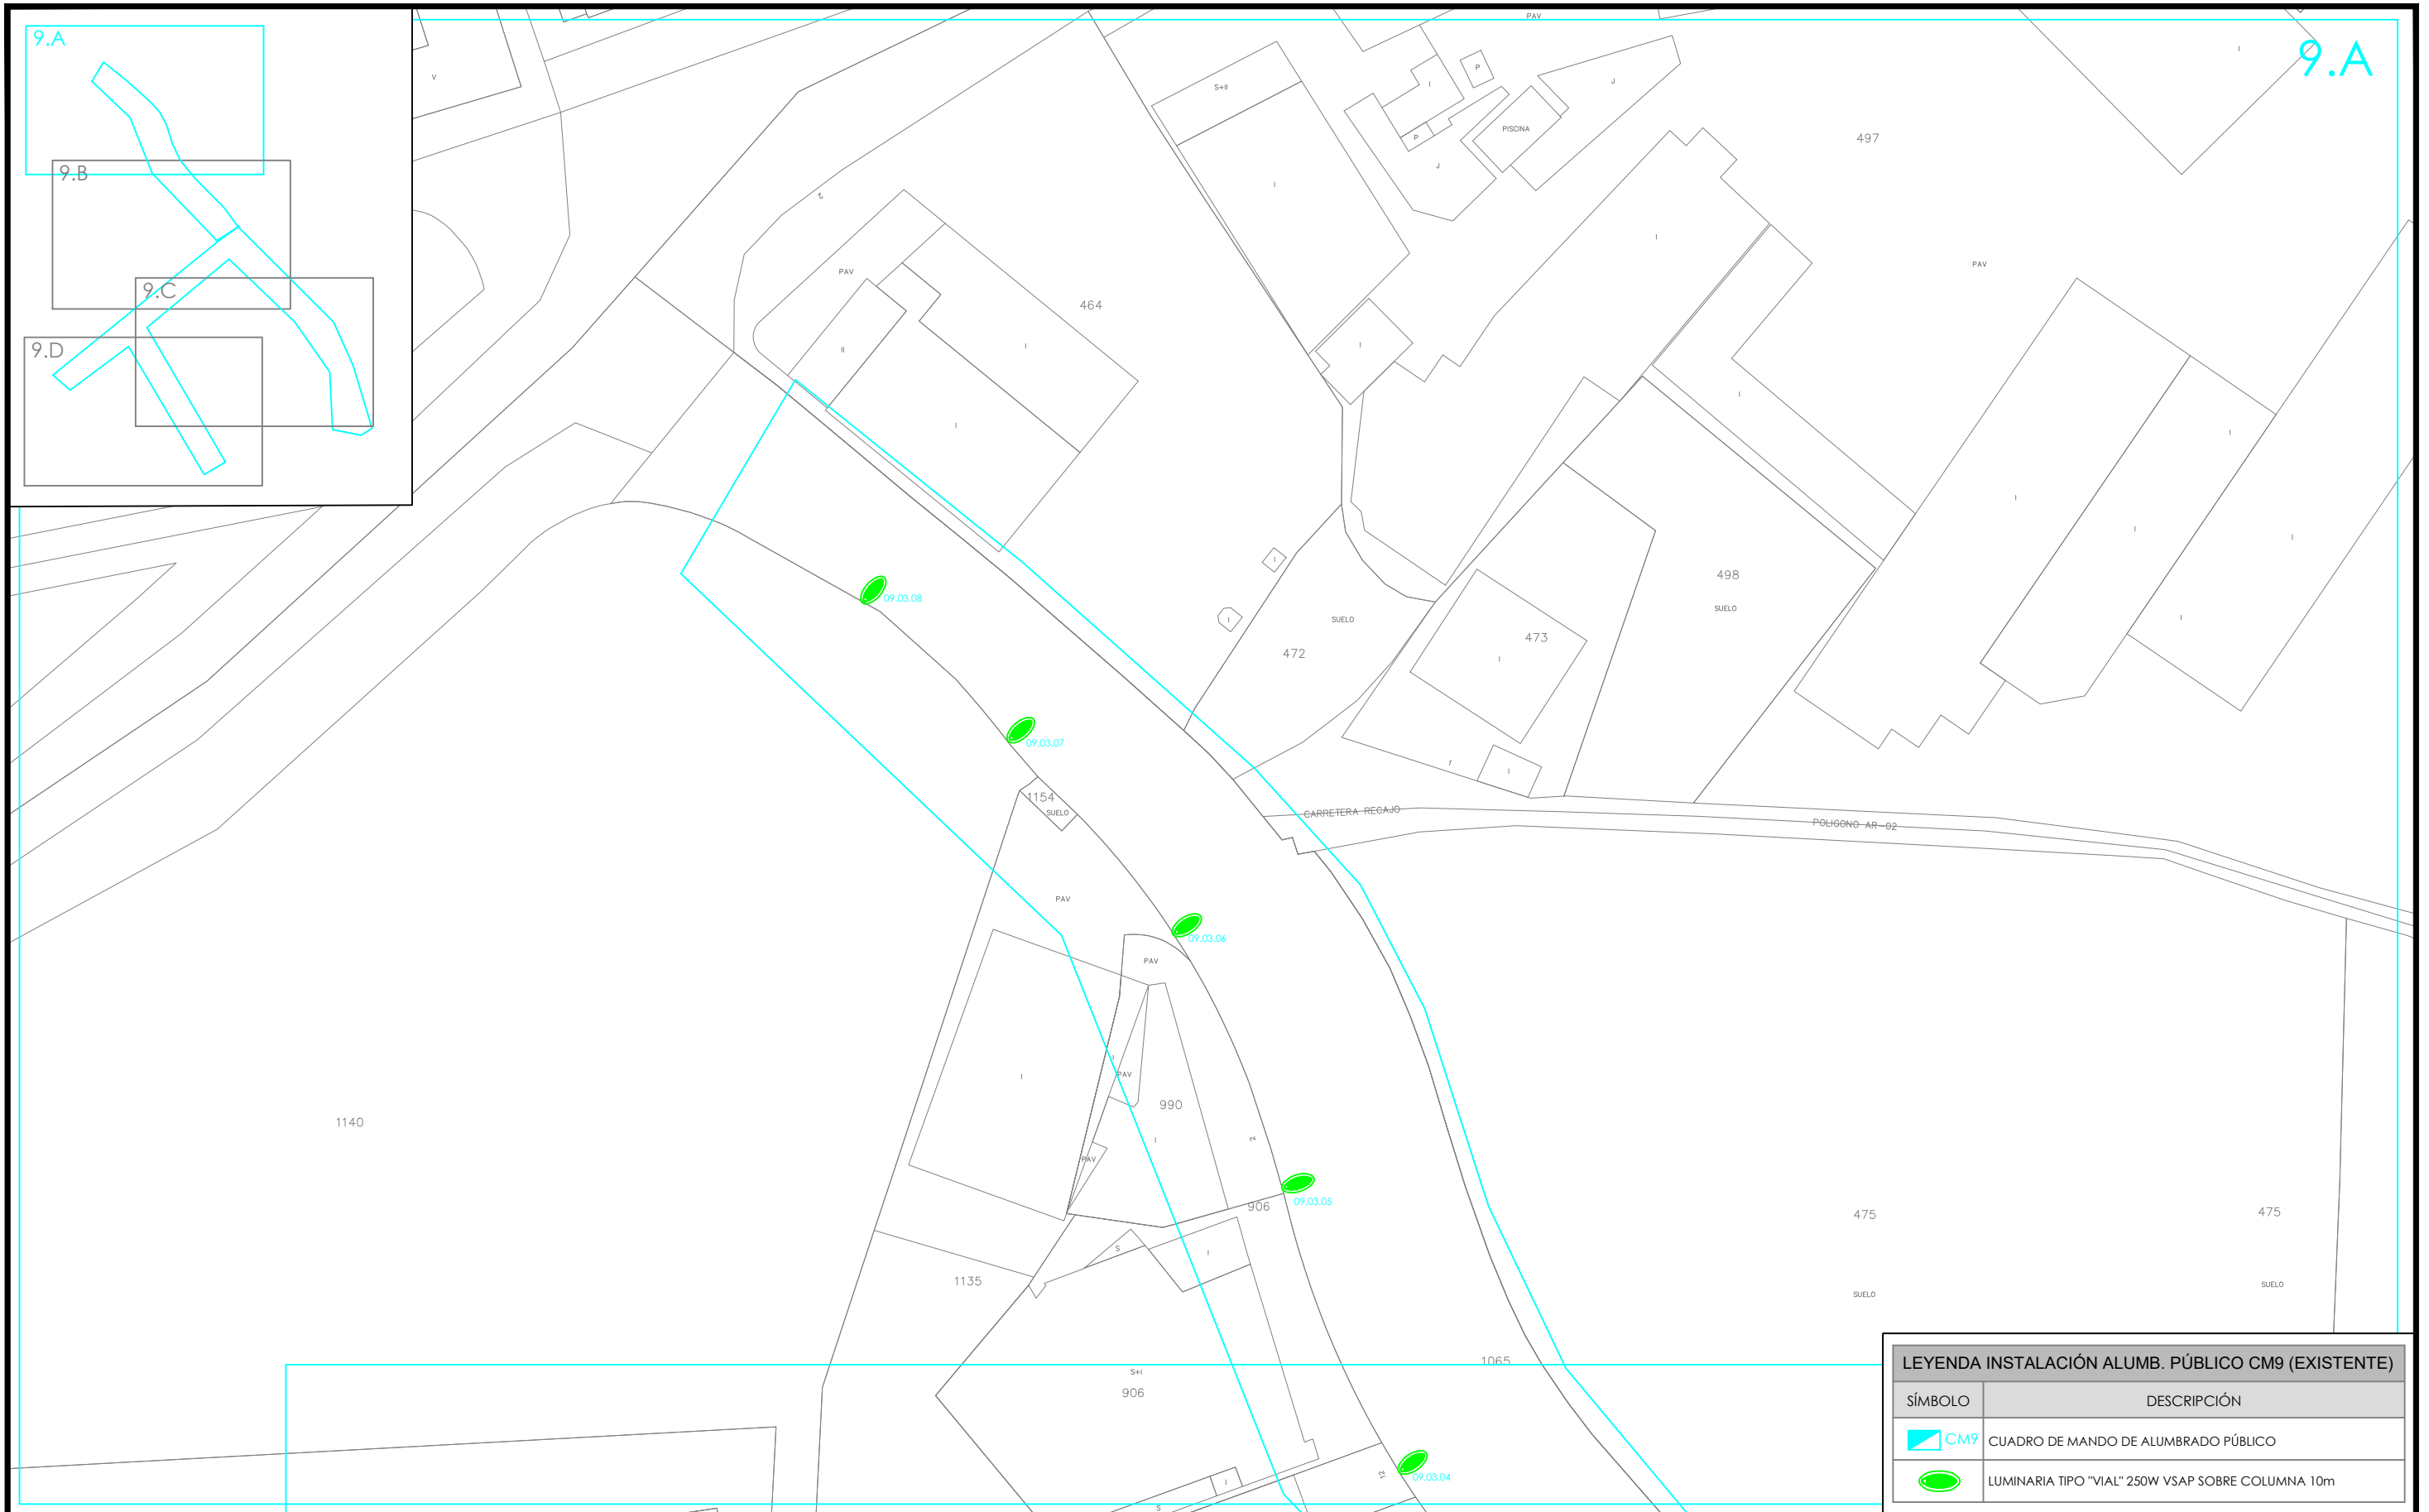 9.A
9.B
9.C
9.D
9.A
V
PAV
S+II
I
P
I
P
J
PISCINA
J
497
I
I
PAV
2
PAV
464
II
I
I
I
I
I
I
I
I
I
I
498
SUELO
I
I
SUELO
472
473
I
7
I
09.03.08
09.03.07
1154
SUELO
CARRETERA RECAJO
POLIGONO AR-02
PAV
09.03.06
PAV
I
I
PAV
990
I
2
PAV
1140
09.03.05
906
S
I
1135
475
475
SUELO
SUELO
1065
S+I
906
12
09.03.04
I
S
LEYENDA INSTALACIÓN ALUMB. PÚBLICO CM9 (EXISTENTE)
SÍMBOLO DESCRIPCIÓN
CM9 CUADRO DE MANDO DE ALUMBRADO PÚBLICO
LUMINARIA TIPO "VIAL" 250W VSAP SOBRE COLUMNA 10m